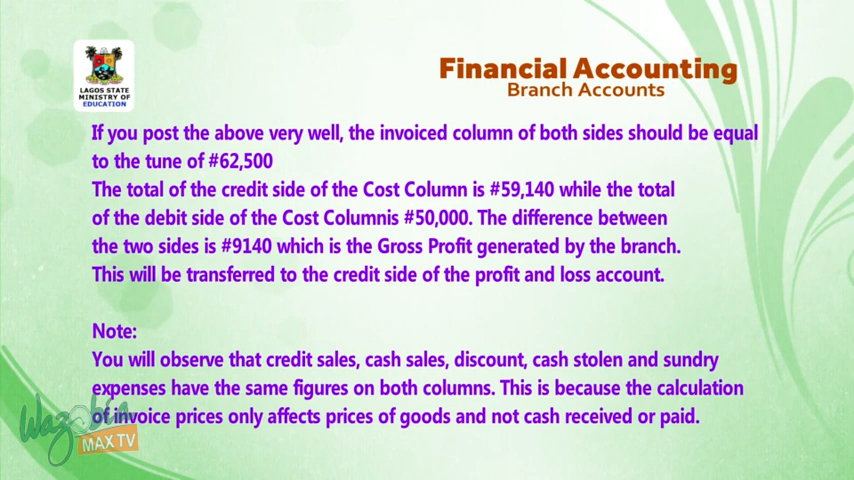 LAGOS STATE
MINISTRY OF
EDUCATION
Financial Accounting
Branch Accounts
If you post the above very well, the invoiced column of both sides should be equal
to the tune of #62,500
The total of the credit side of the Cost Column is #59,140 while the total
of the debit side of the Cost Columnis #50,000. The difference between
the two sides is #9140 which is the Gross Profit generated by the branch.
This will be transferred to the credit side of the profit and loss account.
Note:
You will observe that credit sales, cash sales, discount, cash stolen and sundry
expenses have the same figures on both columns. This is because the calculation
of invoice prices only affects prices of goods and not cash received or paid.
Wazobia
MAX TV